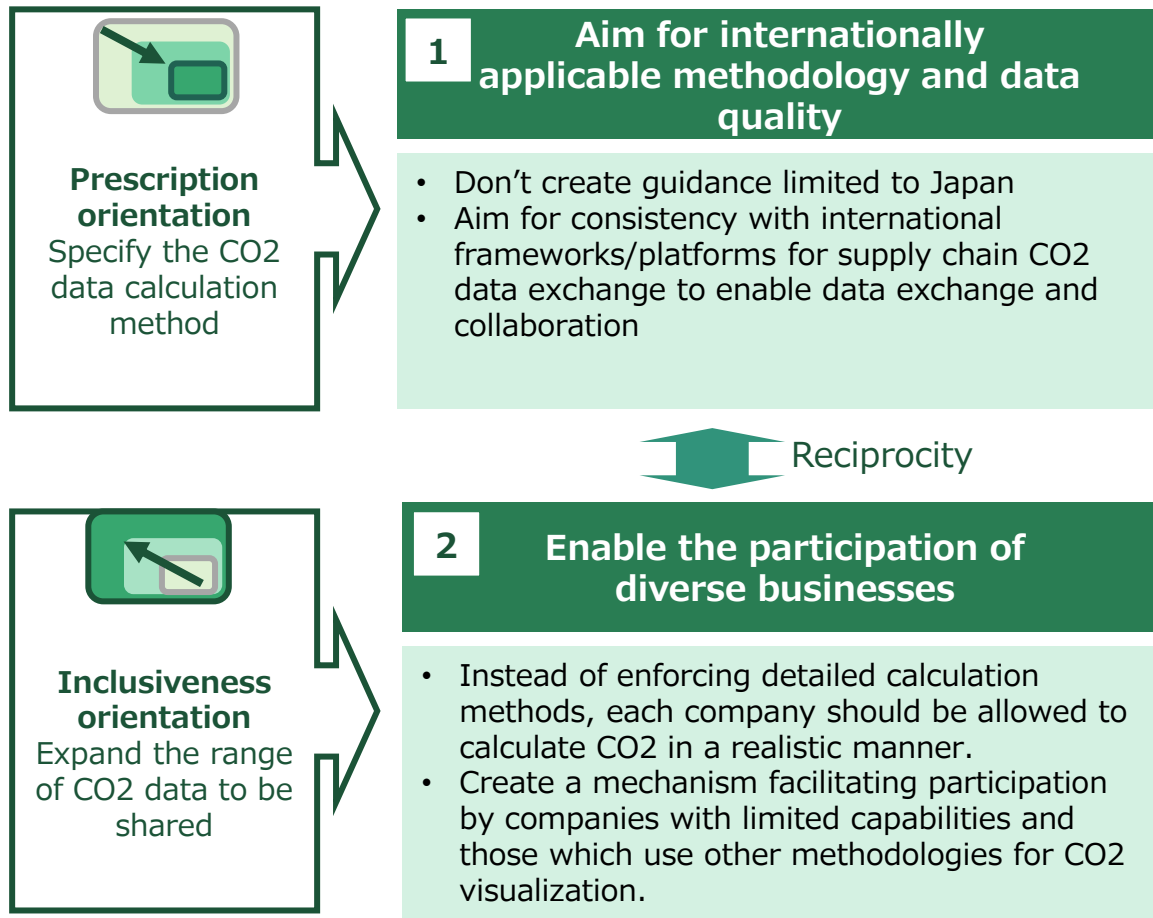 Prescription
orientation
Specify the CO2
data calculation
method
1
Aim for internationally
applicable methodology and data
quality
• Don’t create guidance limited to Japan
• Aim for consistency with international
frameworks/platforms for supply chain CO2
data exchange to enable data exchange and
collaboration
Reciprocity
Inclusiveness
orientation
Expand the range
of CO2 data to be
shared
2
Enable the participation of
diverse businesses
• Instead of enforcing detailed calculation
methods, each company should be allowed to
calculate CO2 in a realistic manner.
• Create a mechanism facilitating participation
by companies with limited capabilities and
those which use other methodologies for CO2
visualization.